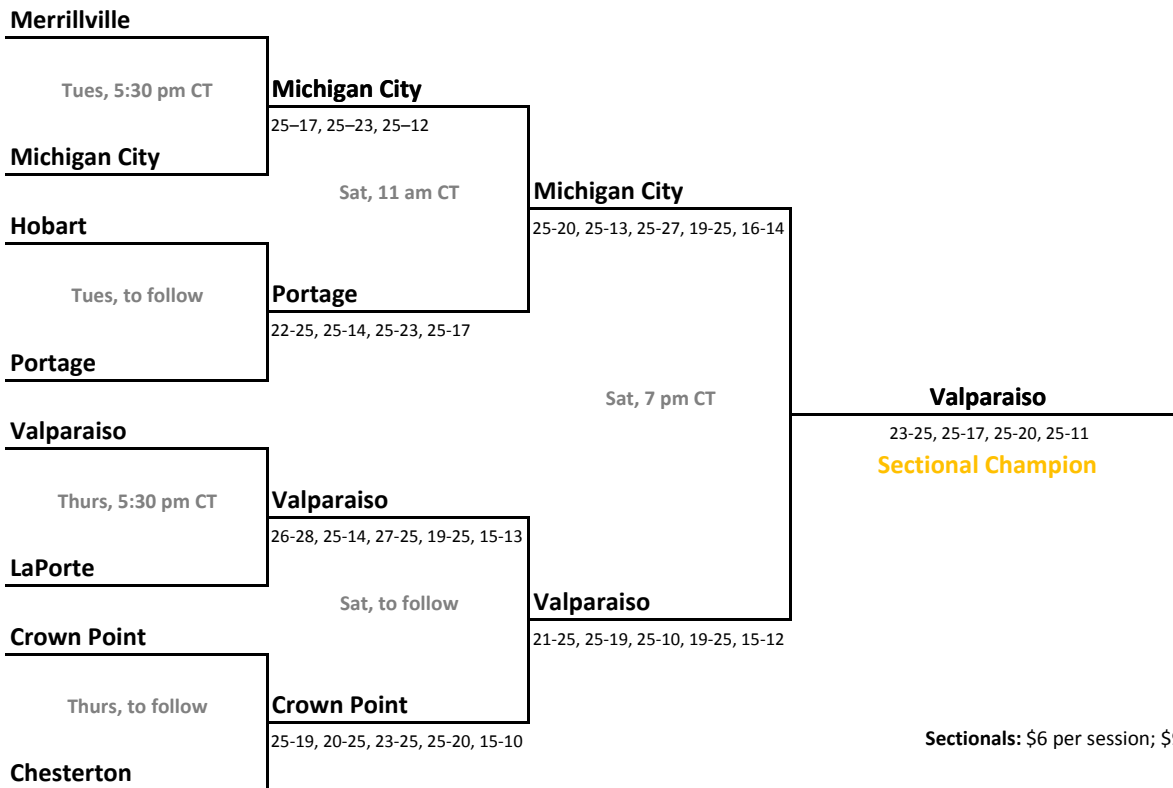 Merrillville
Tues, 5:30 pm CT
Michigan City
25–17, 25–23, 25–12
Michigan City
Sat, 11 am CT
Michigan City
25-20, 25-13, 25-27, 19-25, 16-14
Hobart
Tues, to follow
Portage
22-25, 25-14, 25-23, 25-17
Portage
Sat, 7 pm CT
Valparaiso
23-25, 25-17, 25-20, 25-11
Sectional Champion
Valparaiso
Thurs, 5:30 pm CT
Valparaiso
26-28, 25-14, 27-25, 19-25, 15-13
LaPorte
Sat, to follow
Valparaiso
21-25, 25-19, 25-10, 19-25, 15-12
Crown Point
Thurs, to follow
Crown Point
25-19, 20-25, 23-25, 25-20, 15-10
Chesterton
Sectionals: $6 per session; $